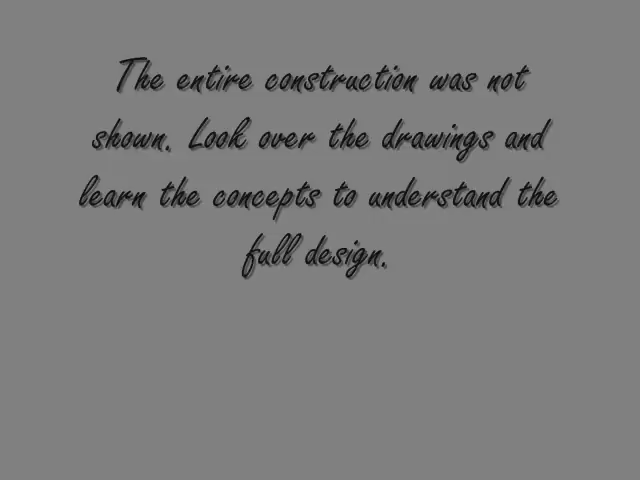 The entire construction was not
shown. Look over the drawings and
learn the concepts to understand the
full design.